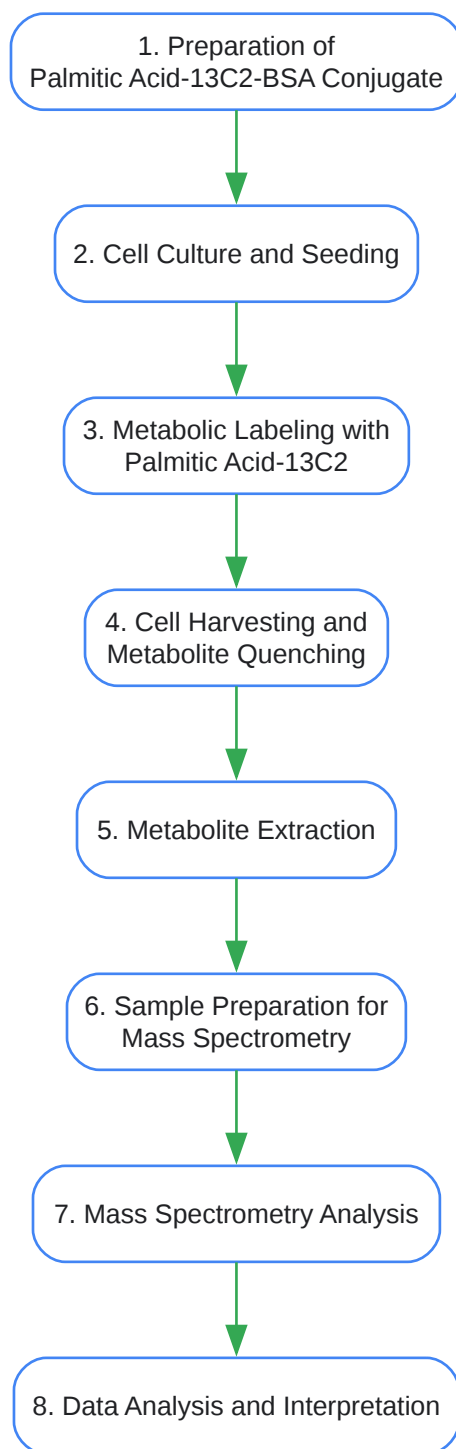 1. Preparation of
Palmitic Acid-13C2-BSA Conjugate
2. Cell Culture and Seeding
3. Metabolic Labeling with
Palmitic Acid-13C2
4. Cell Harvesting and
Metabolite Quenching
5. Metabolite Extraction
6. Sample Preparation for
Mass Spectrometry
7. Mass Spectrometry Analysis
8. Data Analysis and Interpretation